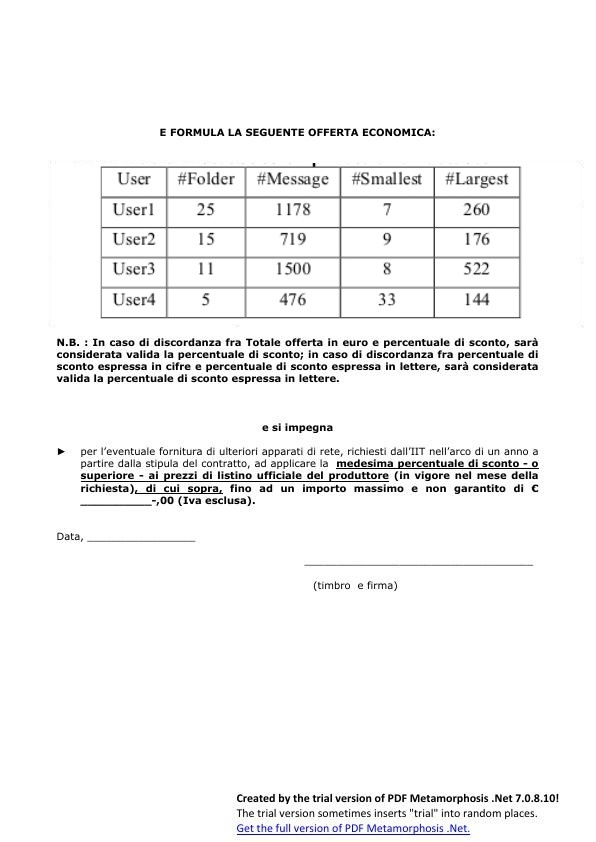 E FORMULA LA SEGUENTE OFFERTA ECONOMICA:
User #Folder #Message #Smallest #Largest
User1 25 1178 7 260
User2 15 719 9 176
User3 11 1500 8 522
User4 5 476 33 144
N.B. : In caso di discordanza fra Totale offerta in euro e percentuale di sconto, sarà
considerata valida la percentuale di sconto; in caso di discordanza fra percentuale di
sconto espressa in cifre e percentuale di sconto espressa in lettere, sarà considerata
valida la percentuale di sconto espressa in lettere.
e si impegna
► per l’eventuale fornitura di ulteriori apparati di rete, richiesti dall’IIT nell’arco di un anno a
partire dalla stipula del contratto, ad applicare la medesima percentuale di sconto - o
superiore - ai prezzi di listino ufficiale del produttore (in vigore nel mese della
richiesta), di cui sopra, fino ad un importo massimo e non garantito di €
___________-,00 (Iva esclusa).
Data, _________________
____________________________________
(timbro e firma)
Created by the trial version of PDF Metamorphosis .Net 7.0.8.10!
The trial version sometimes inserts "trial" into random places.
Get the full version of PDF Metamorphosis .Net.